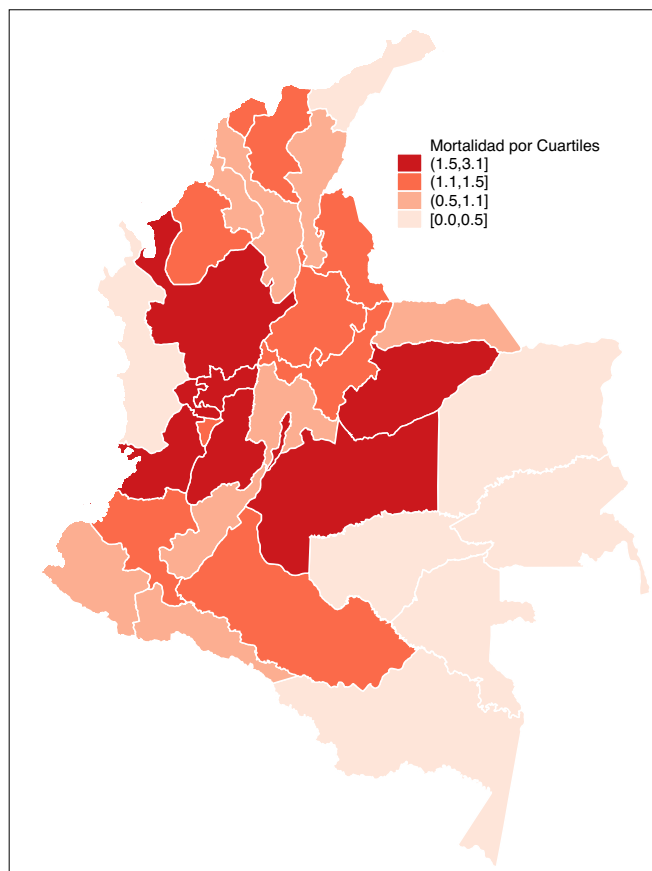 Mortalidad por Cuartiles
(1.5,3.1]
(1.1,1.5]
(0.5,1.1]
[0.0,0.5]